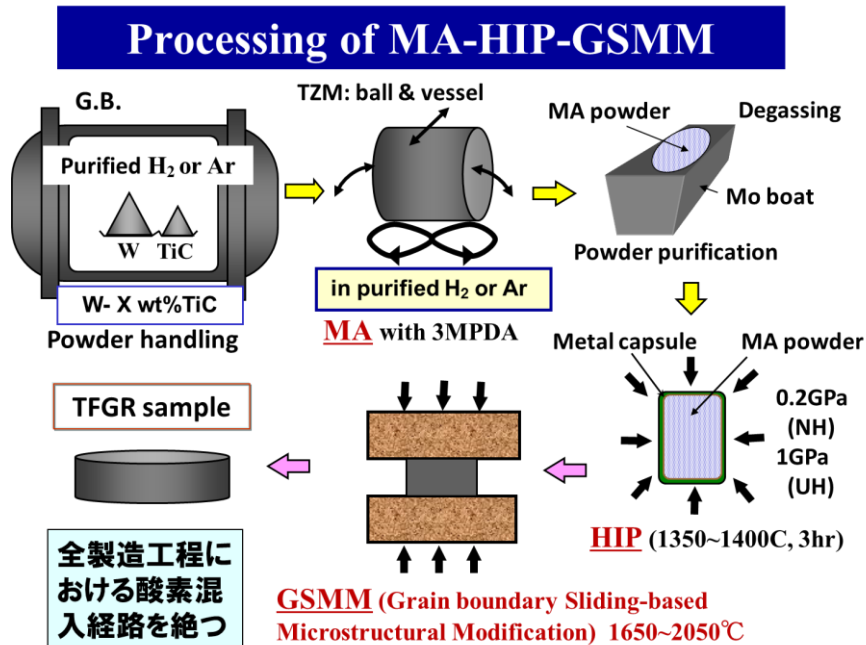 Processing of MA-HIP-GSMM
G.B.
Purified H₂ or Ar
W TiC
W- X wt%TiC
Powder handling
TZM: ball & vessel
in purified H₂ or Ar
MA with 3MPDA
MA powder
Degassing
Mo boat
Powder purification
Metal capsule
MA powder
0.2GPa
(NH)
1GPa
(UH)
HIP (1350~1400C, 3hr)
GSMM (Grain boundary Sliding-based
Microstructural Modification) 1650~2050℃
TFGR sample
全製造工程に
おける酸素混
入経路を絶つ